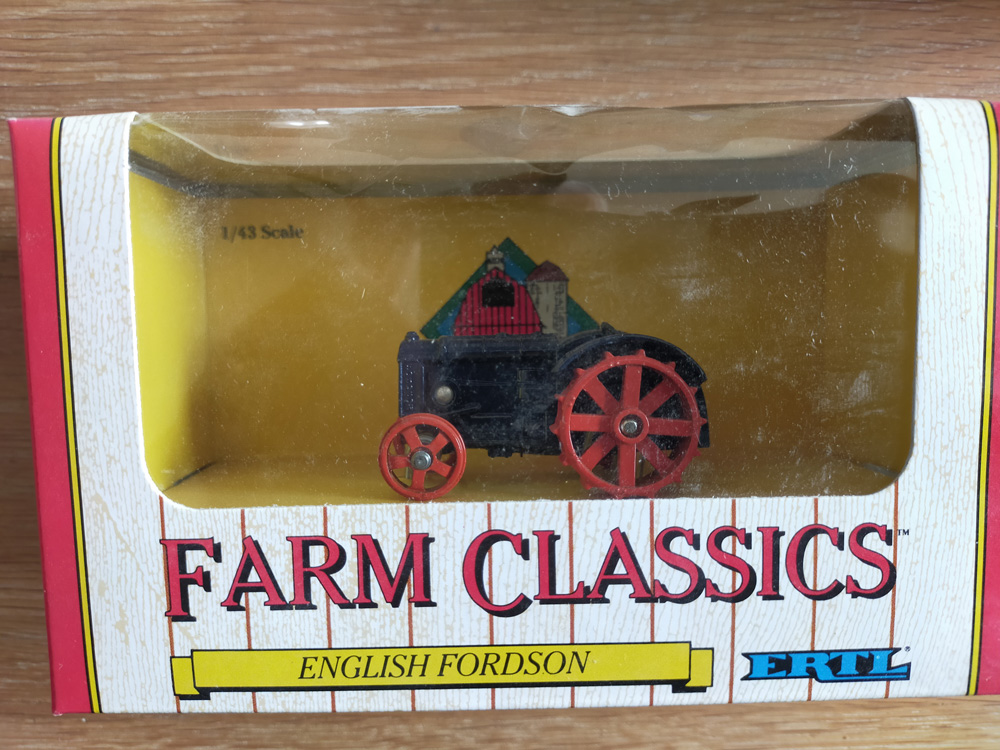 1/43 Scale
FARM CLASSICS™
ENGLISH FORDSON
ERTL®